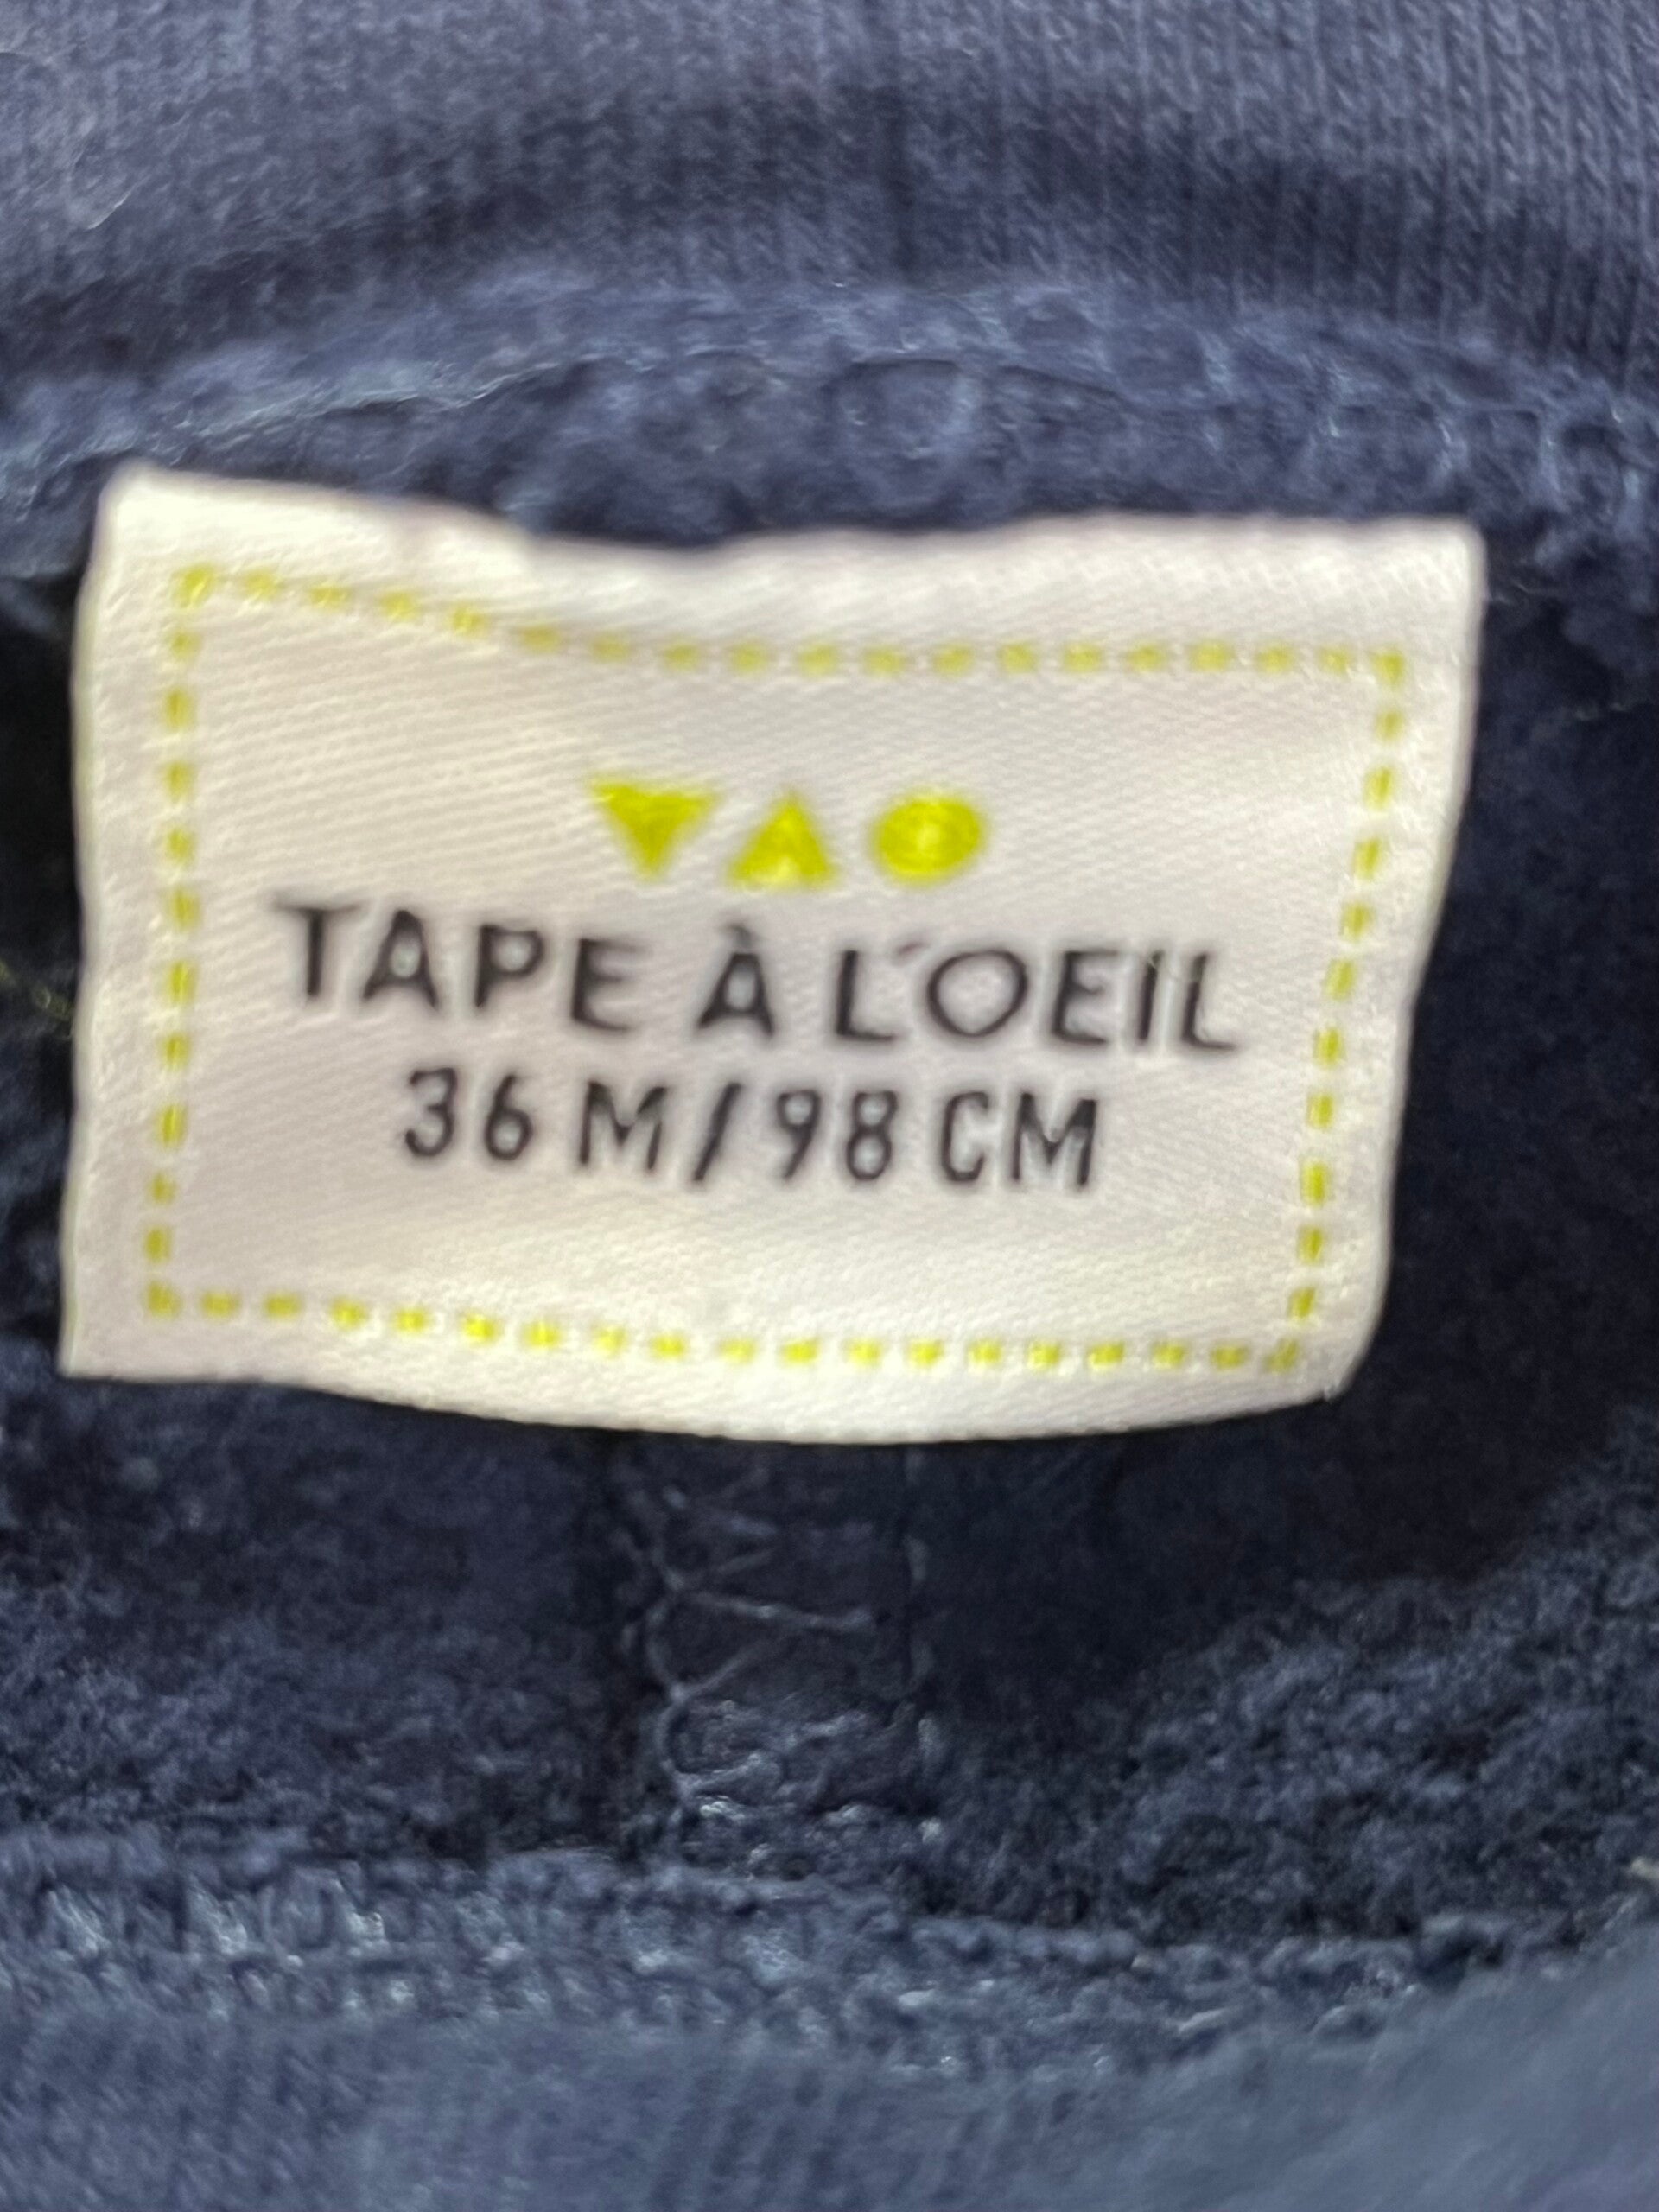 TAPE À L'OEIL
36 M/98 CM